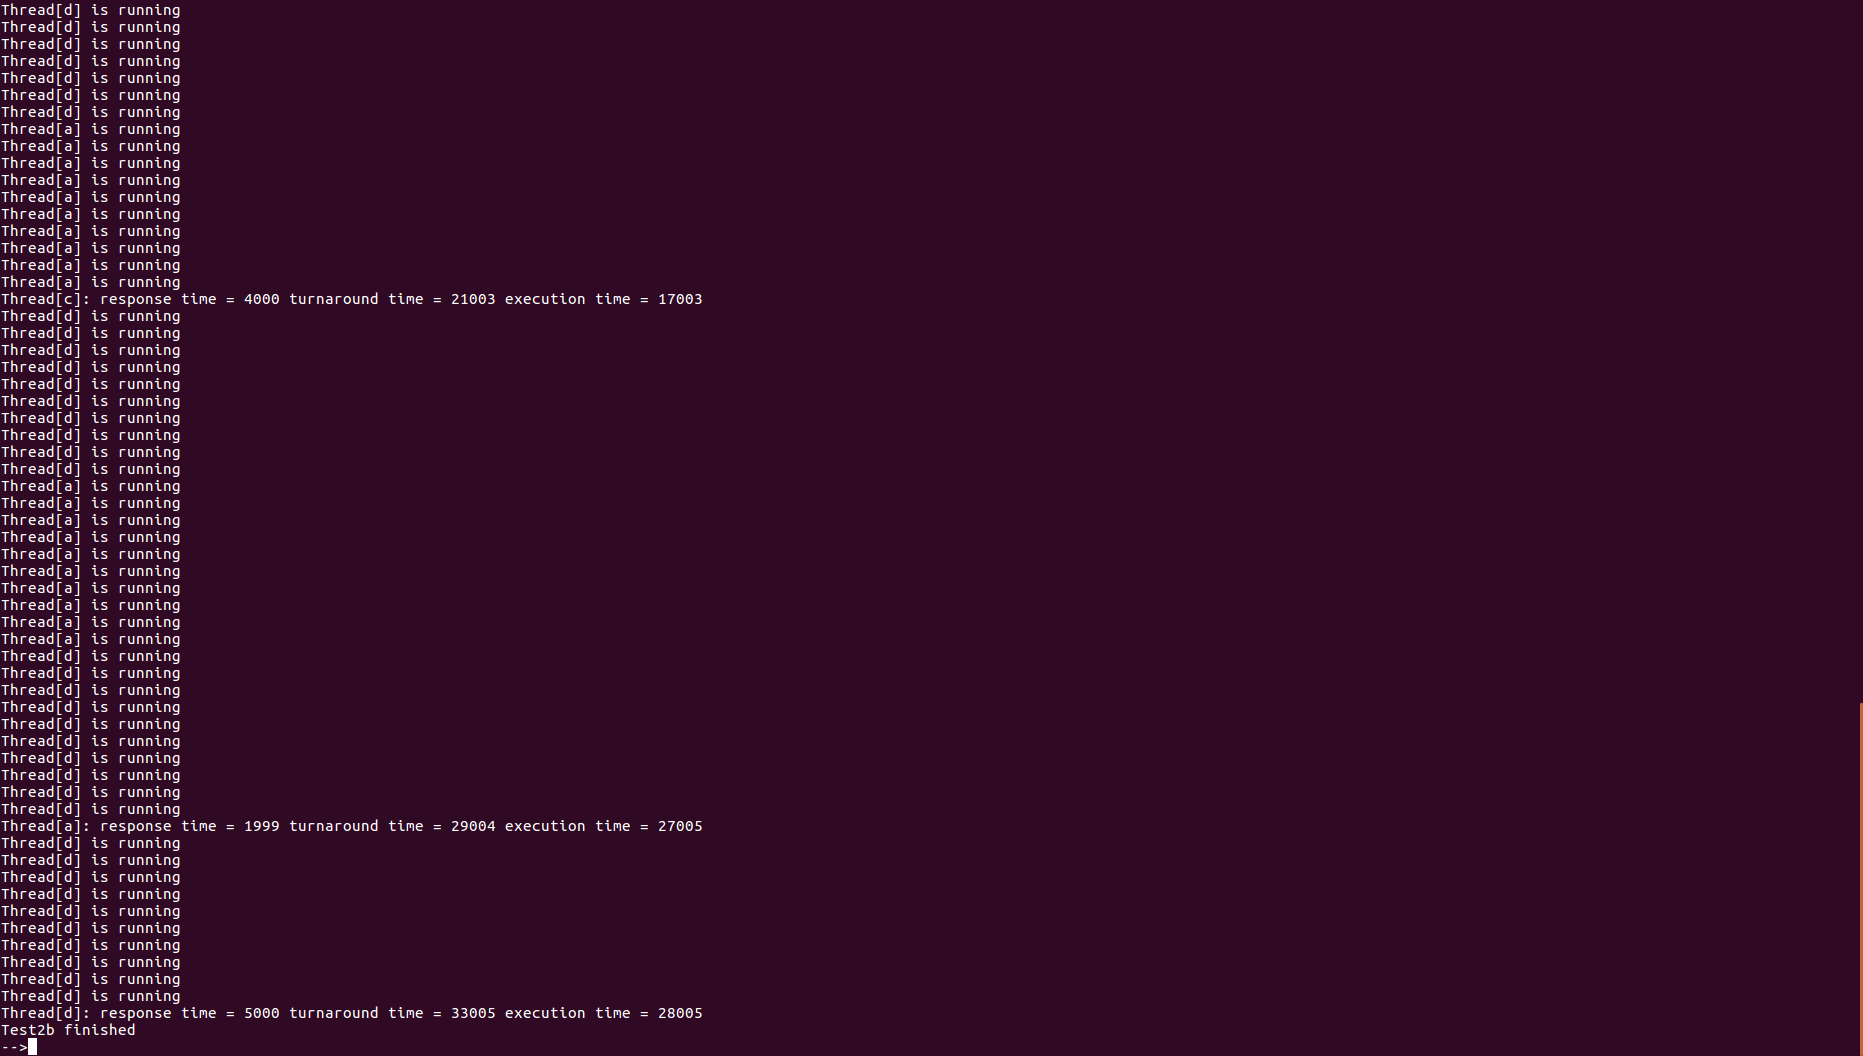 Thread[d] is running
Thread[d] is running
Thread[d] is running
Thread[d] is running
Thread[d] is running
Thread[d] is running
Thread[d] is running
Thread[a] is running
Thread[a] is running
Thread[a] is running
Thread[a] is running
Thread[a] is running
Thread[a] is running
Thread[a] is running
Thread[a] is running
Thread[a] is running
Thread[a] is running
Thread[c]: response time = 4000 turnaround time = 21003 execution time = 17003
Thread[d] is running
Thread[d] is running
Thread[d] is running
Thread[d] is running
Thread[d] is running
Thread[d] is running
Thread[d] is running
Thread[d] is running
Thread[d] is running
Thread[d] is running
Thread[a] is running
Thread[a] is running
Thread[a] is running
Thread[a] is running
Thread[a] is running
Thread[a] is running
Thread[a] is running
Thread[a] is running
Thread[a] is running
Thread[a] is running
Thread[d] is running
Thread[d] is running
Thread[d] is running
Thread[d] is running
Thread[d] is running
Thread[d] is running
Thread[d] is running
Thread[d] is running
Thread[d] is running
Thread[d] is running
Thread[a]: response time = 1999 turnaround time = 29004 execution time = 27005
Thread[d] is running
Thread[d] is running
Thread[d] is running
Thread[d] is running
Thread[d] is running
Thread[d] is running
Thread[d] is running
Thread[d] is running
Thread[d] is running
Thread[d] is running
Thread[d]: response time = 5000 turnaround time = 33005 execution time = 28005
Test2b finished
-->